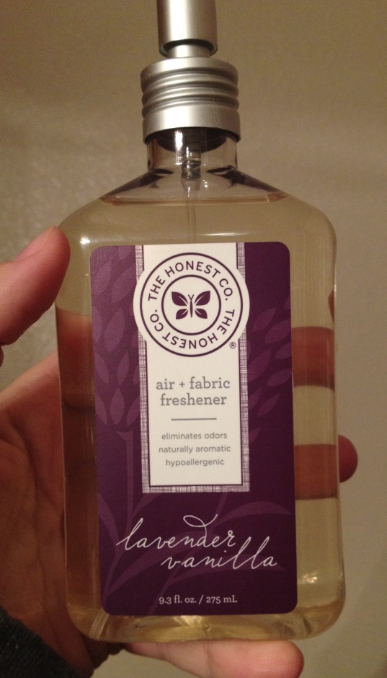 THE HONEST CO. THE HONEST CO.
®
air + fabric
freshener
eliminates odors
naturally aromatic
hypoallergenic
lavender
vanilla
9.3 fl. oz. / 275 mL